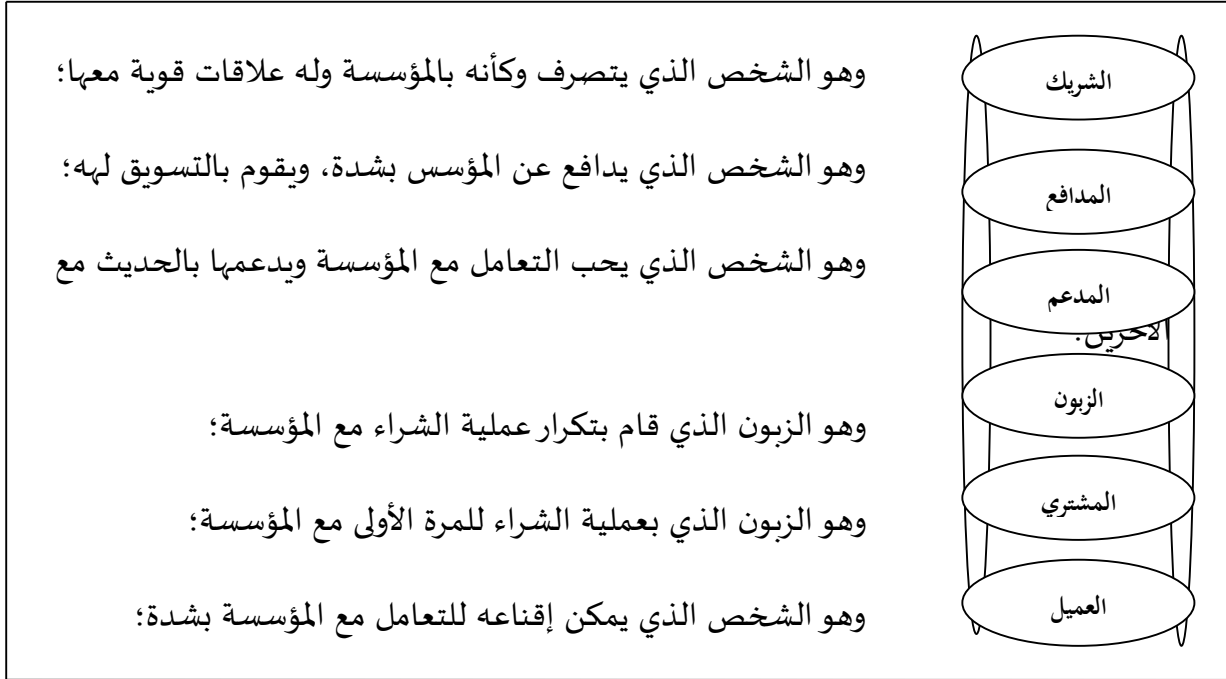 الشريك
وهو الشخص الذي يتصرف وكأنه بالمؤسسة وله علاقات قوية معها؛
المدافع
وهو الشخص الذي يدافع عن المؤسس بشدة، ويقوم بالتسويق لهه؛
المدعم
وهو الشخص الذي يحب التعامل مع المؤسسة ويدعمها بالحديث مع
الآخرين.
الزبون
وهو الزبون الذي قام بتكرار عملية الشراء مع المؤسسة؛
المشتري
وهو الزبون الذي بعملية الشراء للمرة الأولى مع المؤسسة؛
العميل
وهو الشخص الذي يمكن إقناعه للتعامل مع المؤسسة بشدة؛